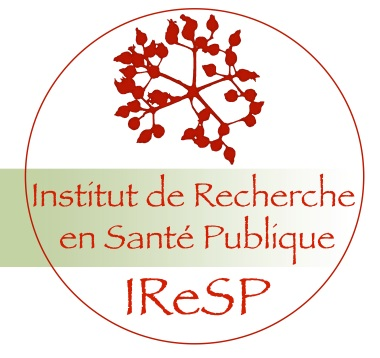 Institut de Recherche
en Santé Publique
IReSP